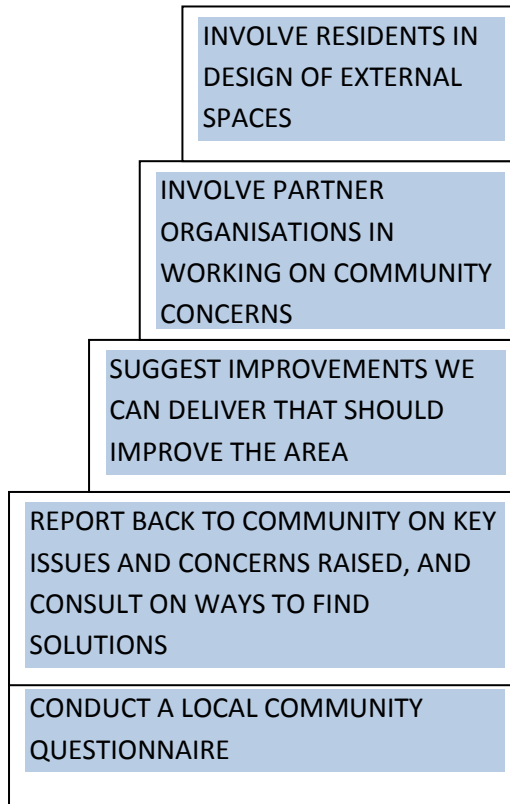 INVOLVE RESIDENTS IN
DESIGN OF EXTERNAL
SPACES
INVOLVE PARTNER
ORGANISATIONS IN
WORKING ON COMMUNITY
CONCERNS
SUGGEST IMPROVEMENTS WE
CAN DELIVER THAT SHOULD
IMPROVE THE AREA
REPORT BACK TO COMMUNITY ON KEY
ISSUES AND CONCERNS RAISED, AND
CONSULT ON WAYS TO FIND
SOLUTIONS
CONDUCT A LOCAL COMMUNITY
QUESTIONNAIRE